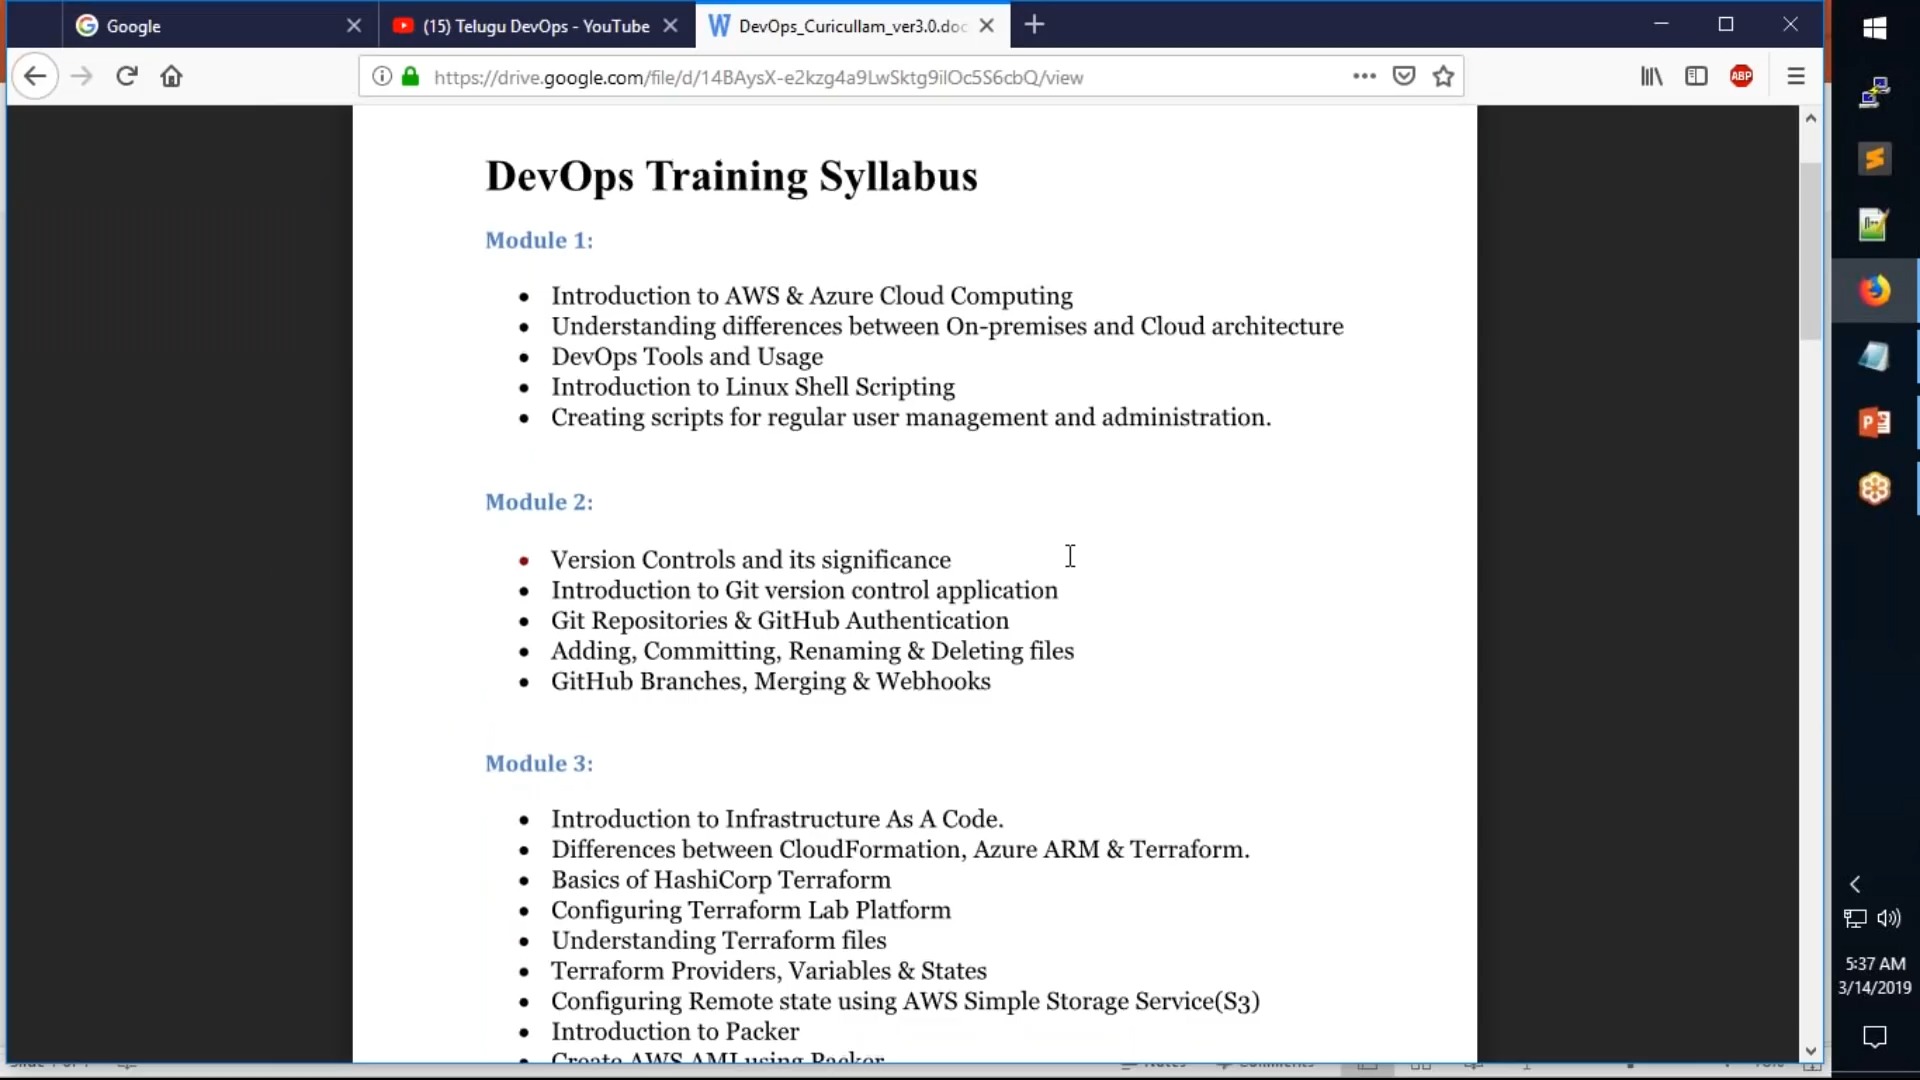 Google
(15) Telugu DevOps - YouTube
DevOps_Curicullam_ver3.0.doc
https://drive.google.com/file/d/14BAysX-e2kzg4a9LwSktg9ilOc5S6cbQ/view
ABP
DevOps Training Syllabus
Module 1:
• Introduction to AWS & Azure Cloud Computing
• Understanding differences between On-premises and Cloud architecture
• DevOps Tools and Usage
• Introduction to Linux Shell Scripting
• Creating scripts for regular user management and administration.
Module 2:
• Version Controls and its significance
• Introduction to Git version control application
• Git Repositories & GitHub Authentication
• Adding, Committing, Renaming & Deleting files
• GitHub Branches, Merging & Webhooks
Module 3:
• Introduction to Infrastructure As A Code.
• Differences between CloudFormation, Azure ARM & Terraform.
• Basics of HashiCorp Terraform
• Configuring Terraform Lab Platform
• Understanding Terraform files
• Terraform Providers, Variables & States
• Configuring Remote state using AWS Simple Storage Service(S3)
• Introduction to Packer
• Create AWS AMI using Packer
5:37 AM
3/14/2019